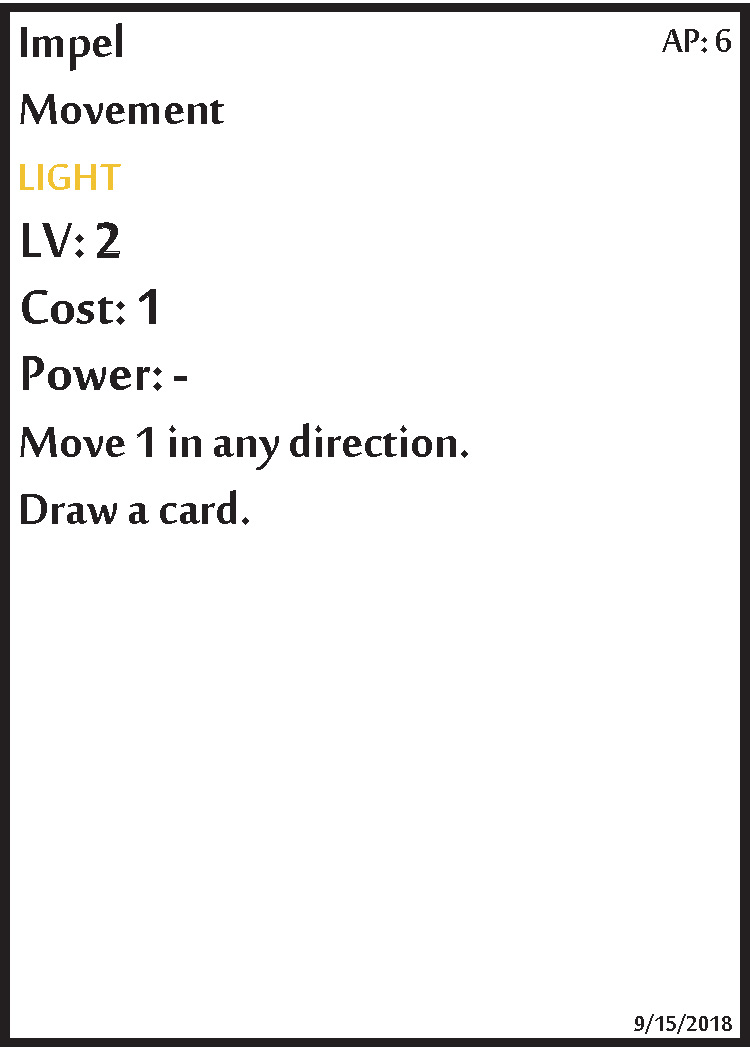 Impel
AP: 6
Movement
LIGHT
LV: 2
Cost: 1
Power: -
Move 1 in any direction.
Draw a card.
9/15/2018